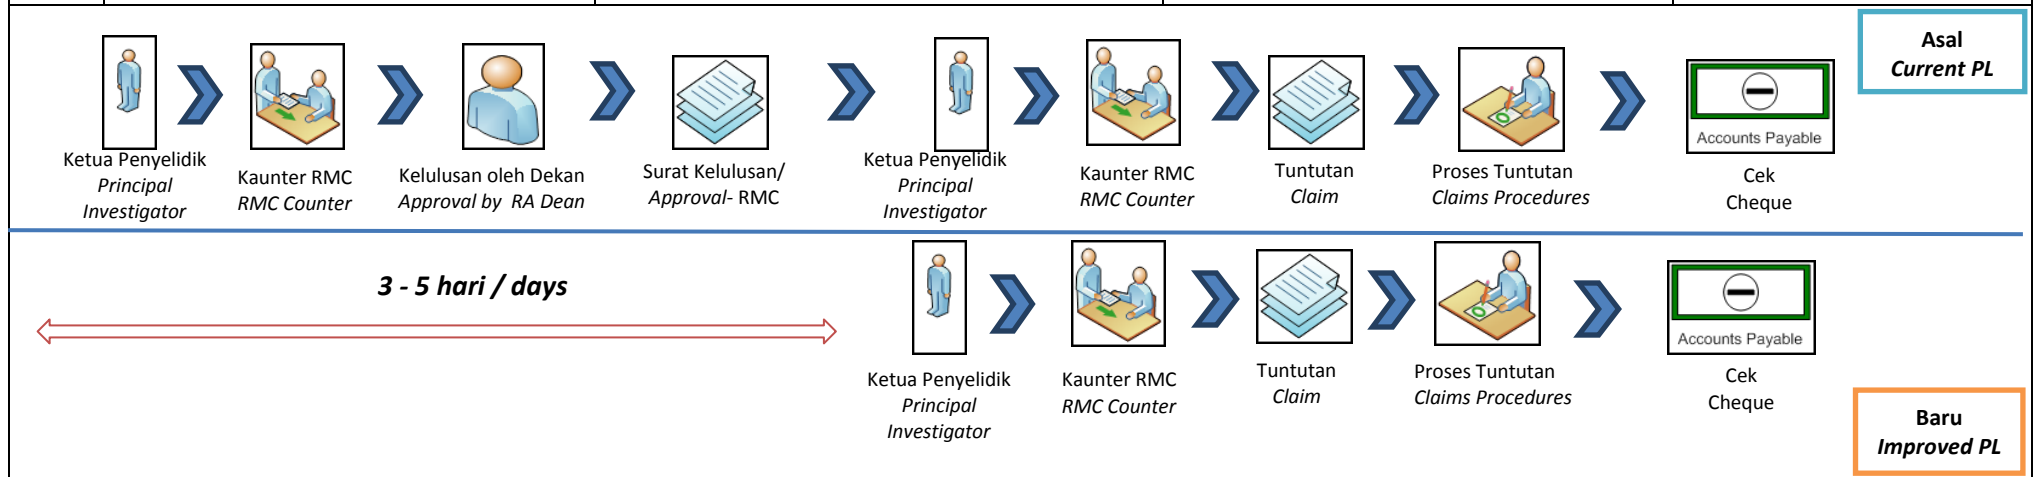 Asal
Current PL
Ketua Penyelidik
Principal
Investigator
Kaunter RMC
RMC Counter
Kelulusan oleh Dekan
Approval by RA Dean
Surat Kelulusan/
Approval- RMC
Ketua Penyelidik
Principal
Investigator
Kaunter RMC
RMC Counter
Tuntutan
Claim
Proses Tuntutan
Claims Procedures
Accounts Payable
Cek
Cheque
3 - 5 hari / days
Ketua Penyelidik
Principal
Investigator
Kaunter RMC
RMC Counter
Tuntutan
Claim
Proses Tuntutan
Claims Procedures
Accounts Payable
Cek
Cheque
Baru
Improved PL